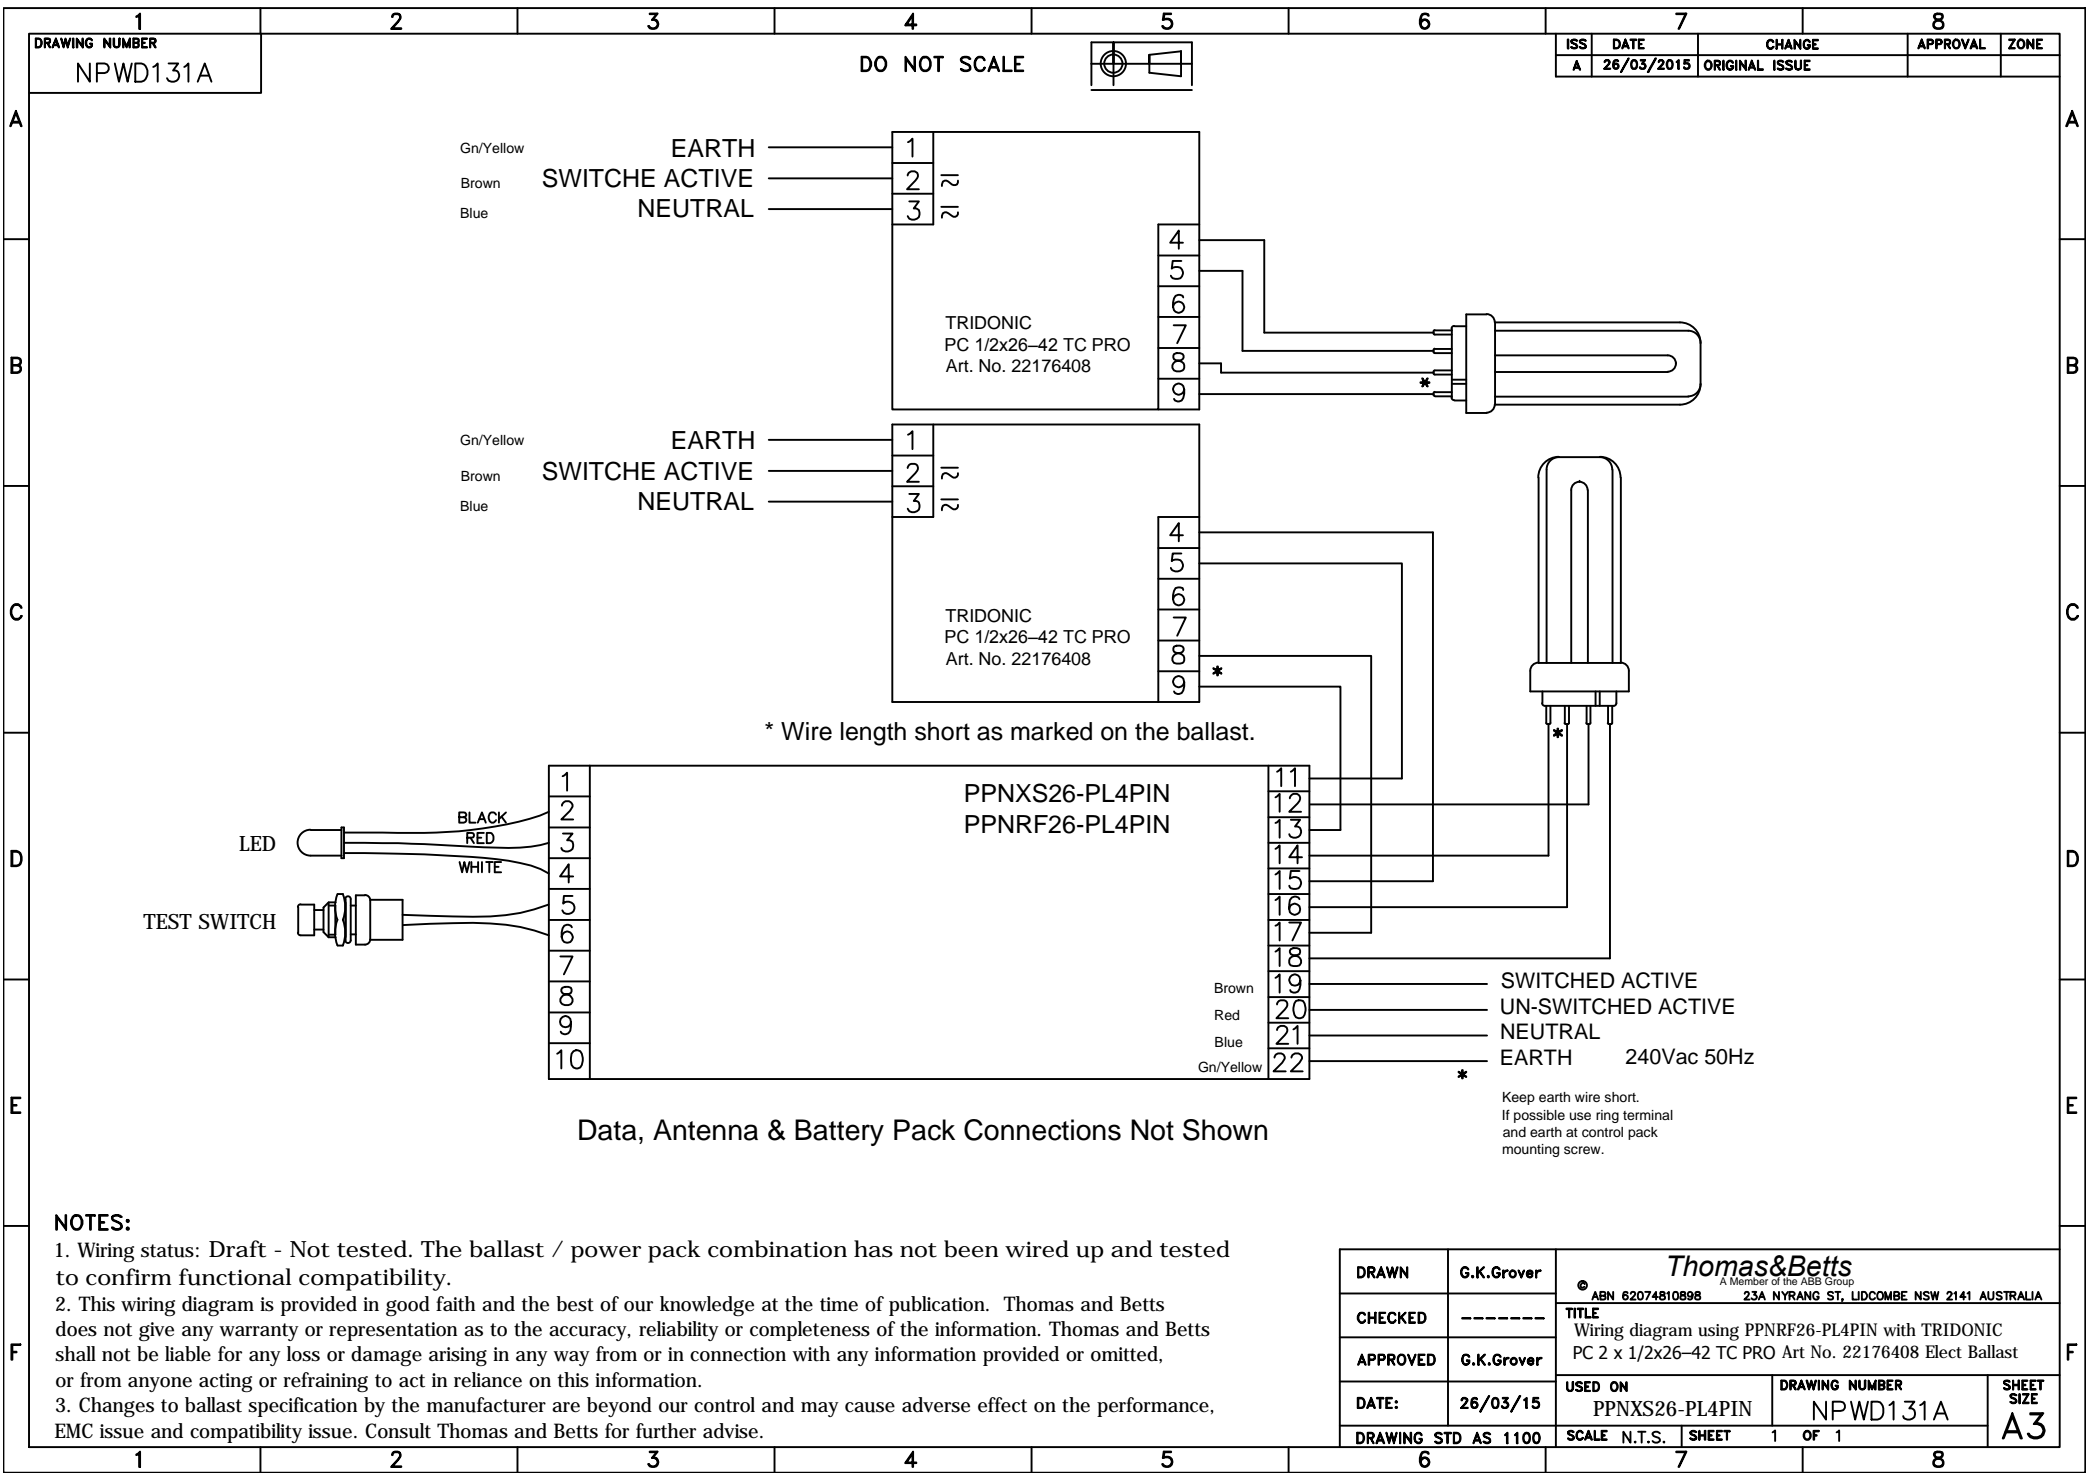 1 2 3 4 5 6 7 8
DRAWING NUMBER
NPWD131A
DO NOT SCALE
ISS DATE CHANGE APPROVAL ZONE
A 26/03/2015 ORIGINAL ISSUE
A A
Gn/Yellow EARTH 1
Brown SWITCHE ACTIVE 2
Blue NEUTRAL 3
4
5
6
7
8
9
TRIDONIC
PC 1/2x26–42 TC PRO
Art. No. 22176408
*
B B
Gn/Yellow EARTH 1
Brown SWITCHE ACTIVE 2
Blue NEUTRAL 3
4
5
6
7
8
9
TRIDONIC
PC 1/2x26–42 TC PRO
Art. No. 22176408
*
C C
* Wire length short as marked on the ballast.
*
PPNXS26-PL4PIN
PPNRF26-PL4PIN
1
2
3
4
5
6
7
8
9
10
LED
BLACK
RED
WHITE
TEST SWITCH
D D
11
12
13
14
15
16
17
18
Brown 19 SWITCHED ACTIVE
Red 20 UN-SWITCHED ACTIVE
Blue 21 NEUTRAL
Gn/Yellow 22 EARTH 240Vac 50Hz
*
Keep earth wire short.
If possible use ring terminal
and earth at control pack
mounting screw.
E E
Data, Antenna & Battery Pack Connections Not Shown
NOTES:
1. Wiring status: Draft - Not tested. The ballast / power pack combination has not been wired up and tested
to confirm functional compatibility.
2. This wiring diagram is provided in good faith and the best of our knowledge at the time of publication. Thomas and Betts
does not give any warranty or representation as to the accuracy, reliability or completeness of the information. Thomas and Betts
shall not be liable for any loss or damage arising in any way from or in connection with any information provided or omitted,
or from anyone acting or refraining to act in reliance on this information.
3. Changes to ballast specification by the manufacturer are beyond our control and may cause adverse effect on the performance,
EMC issue and compatibility issue. Consult Thomas and Betts for further advise.
F F
DRAWN G.K.Grover
CHECKED -------
APPROVED G.K.Grover
DATE: 26/03/15
DRAWING STD AS 1100
Thomas&Betts
A Member of the ABB Group
© ABN 62074810898 23A NYRANG ST, LIDCOMBE NSW 2141 AUSTRALIA
TITLE
Wiring diagram using PPNRF26-PL4PIN with TRIDONIC
PC 2 x 1/2x26–42 TC PRO Art No. 22176408 Elect Ballast
USED ON
PPNXS26-PL4PIN
DRAWING NUMBER
NPWD131A
SHEET
SIZE
A3
SCALE N.T.S. SHEET 1 OF 1
1 2 3 4 5 6 7 8